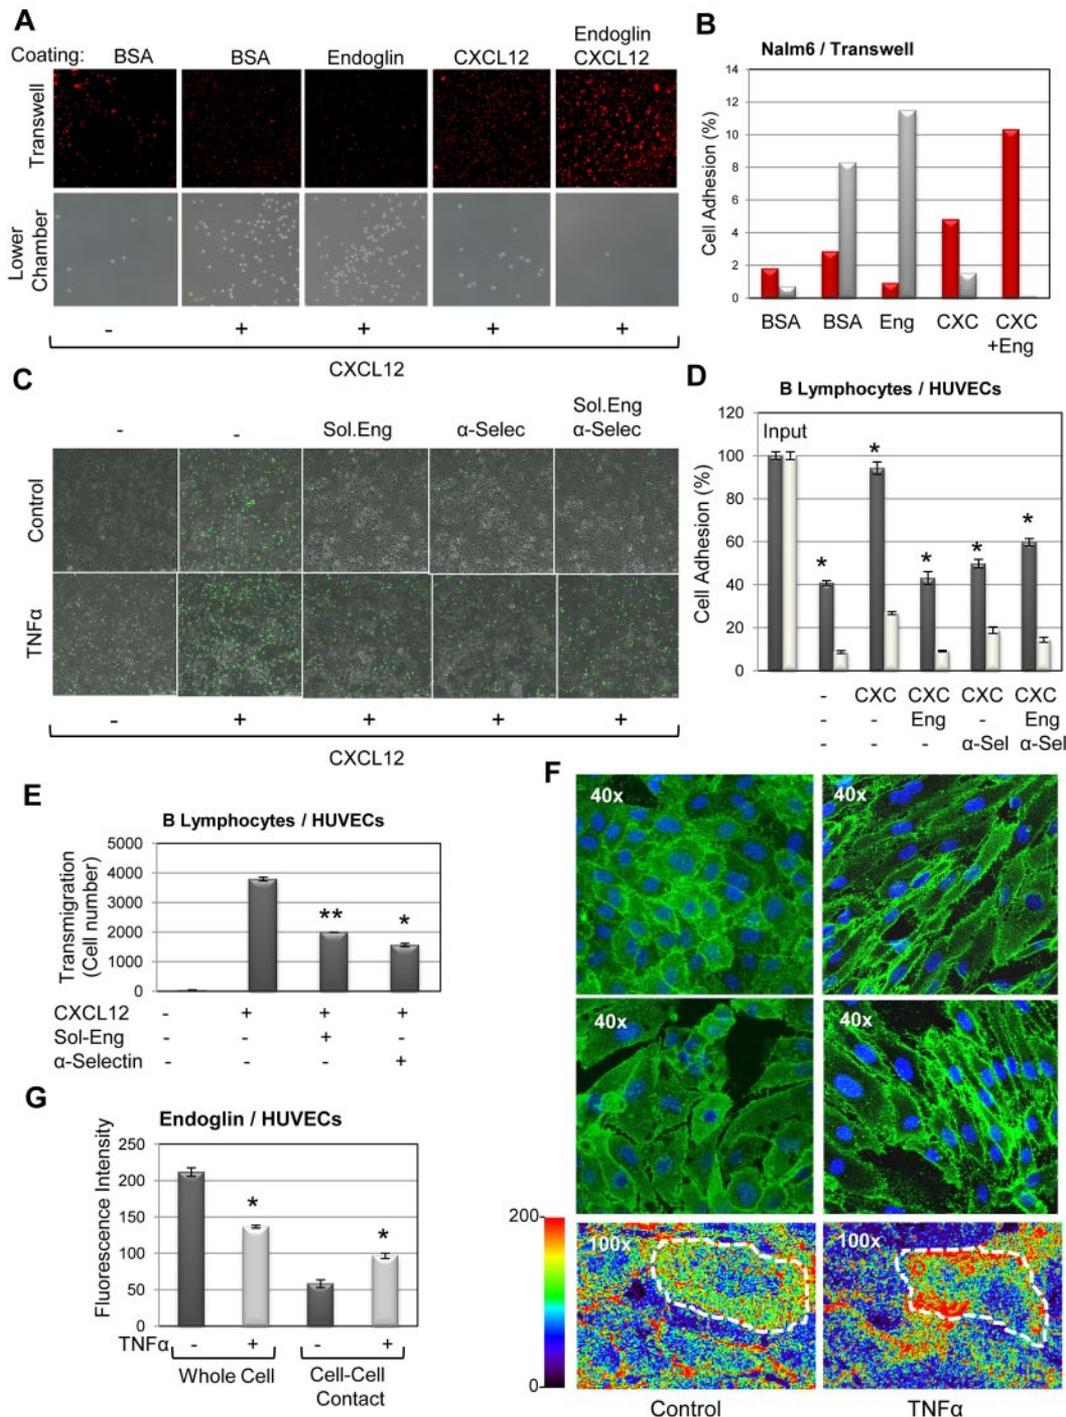 A
Coating: BSA BSA Endoglin CXCL12 Endoglin CXCL12
Transwell
Lower Chamber
- + + + +
CXCL12
B
Nalm6 / Transwell
Cell Adhesion (%)
14
12
10
8
6
4
2
0
BSA BSA Eng CXC CXC
+Eng
C
- - Sol.Eng α-Selec Sol.Eng α-Selec
Control
TNFα
- + + + +
CXCL12
D
B Lymphocytes / HUVECs
Cell Adhesion (%)
120
100
80
60
40
20
0
Input
* * * * *
- CXC CXC CXC CXC
- - Eng - Eng
- - - α-Sel α-Sel
E
B Lymphocytes / HUVECs
Transmigration
(Cell number)
5000
4000
3000
2000
1000
0
** *
CXCL12 - + + +
Sol-Eng - - + -
α-Selectin - - - +
F
40x 40x
40x 40x
100x 100x
200
0
Control TNFα
G
Endoglin / HUVECs
Fluorescence Intensity
250
200
150
100
50
0
* *
TNFα - + - +
Whole Cell Cell-Cell
Contact